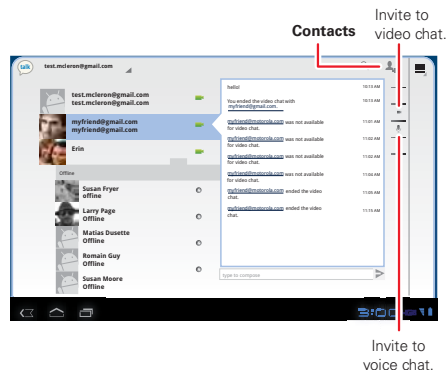 Invite to
Contacts video chat.
talk test.mcleron@gmail.com
test.mcleron@gmail.com
test.mcleron@gmail.com
myfriend@gmail.com
myfriend@gmail.com
Erin
Offline
Susan Fryer
offline
Larry Page
Offline
Matias Dusette
Offline
Romain Guy
Offline
Susan Moore
Offline
hello! 10:13 AM
You ended the video chat with 10:13 AM
myfriend@gmail.com.
myfriend@motorola.com was not available 11:01 AM
for video chat.
myfriend@motorola.com was not available 11:02 AM
for video chat.
myfriend@motorola.com was not available 11:02 AM
for video chat.
myfriend@motorola.com was not available 11:04 AM
for video chat.
myfriend@motorola.com ended the video 11:05 AM
chat.
myfriend@motorola.com ended the video 11:15 AM
chat.
type to compose
Invite to
voice chat.